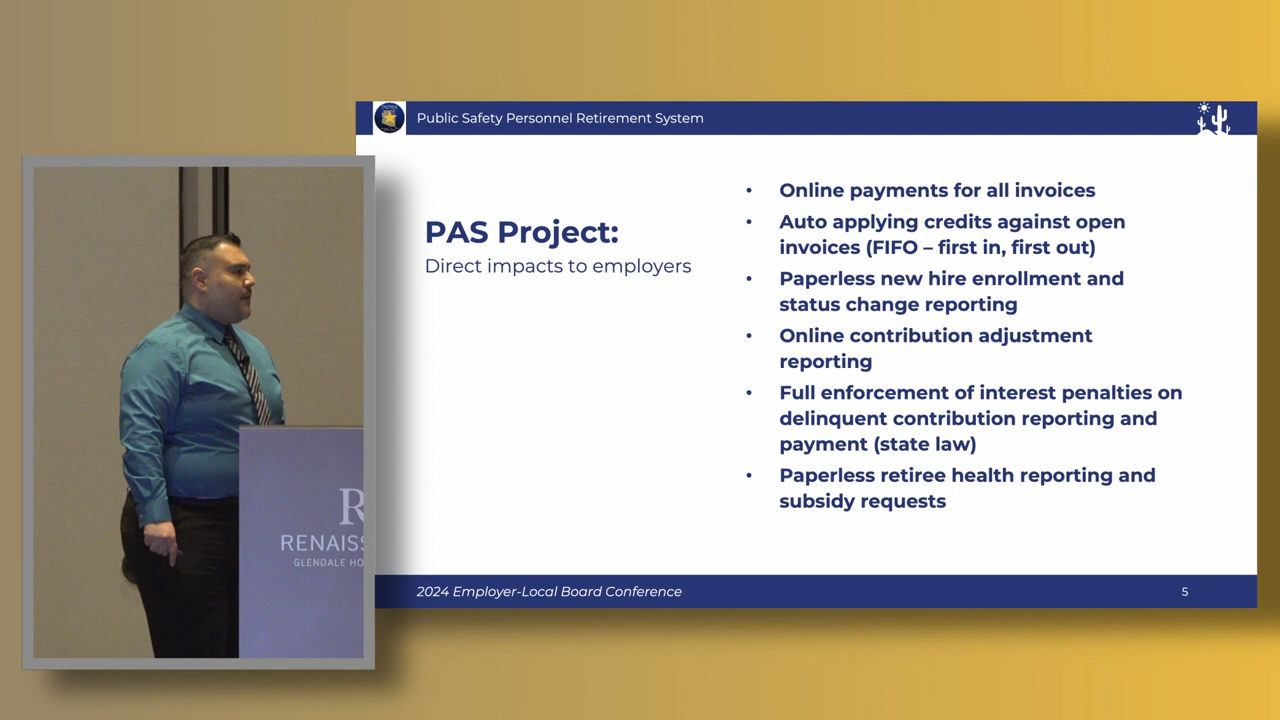 Public Safety Personnel Retirement System
PAS Project:
Direct impacts to employers
• Online payments for all invoices
• Auto applying credits against open
invoices (FIFO – first in, first out)
• Paperless new hire enrollment and
status change reporting
• Online contribution adjustment
reporting
• Full enforcement of interest penalties on
delinquent contribution reporting and
payment (state law)
• Paperless retiree health reporting and
subsidy requests
2024 Employer-Local Board Conference
5
R
RENAISS
GLENDALE HO